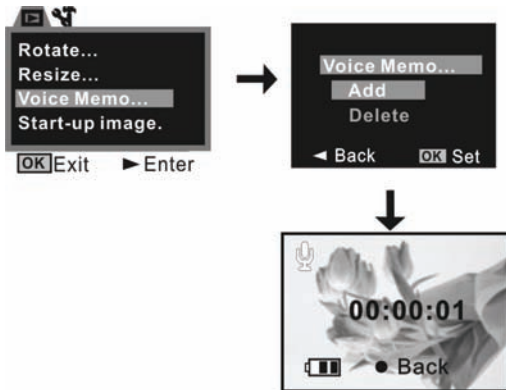 Rotate...
Resize...
Voice Memo...
Start-up image.
OK Exit ► Enter
Voice Memo...
Add
Delete
◄ Back OK Set
00:00:01
● Back